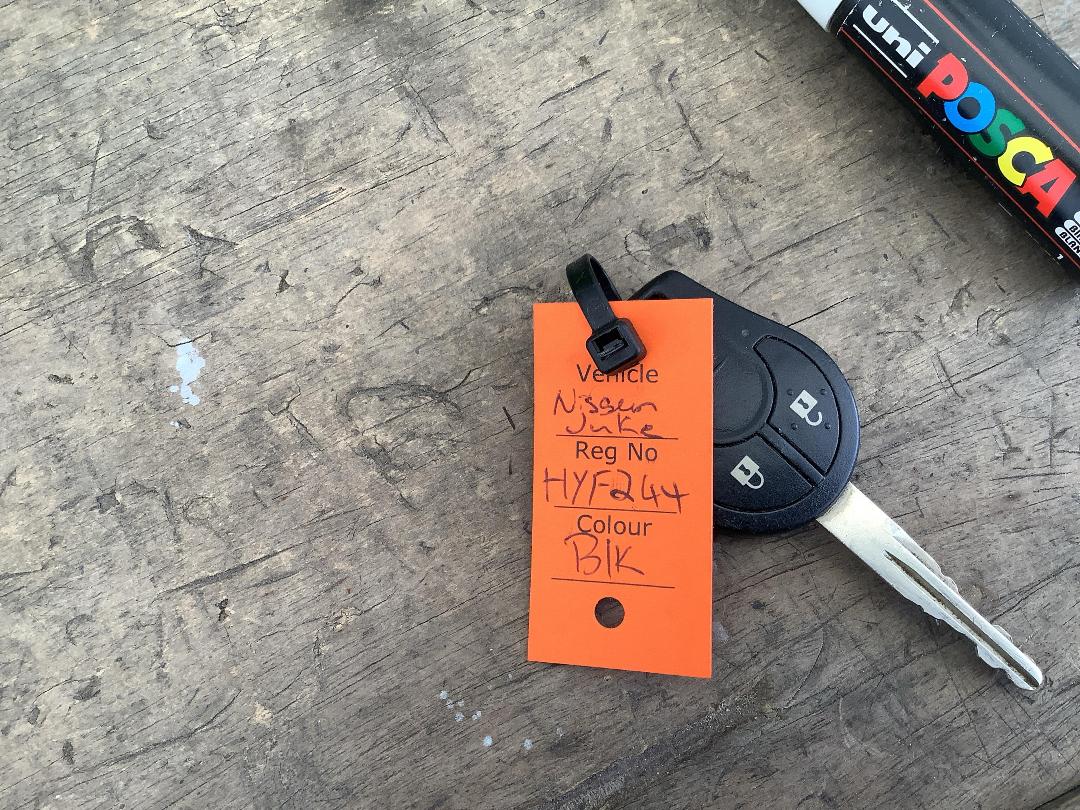 uni POSCA
Vehicle
Nissan
Juke
Reg No
HYF244
Colour
Blk